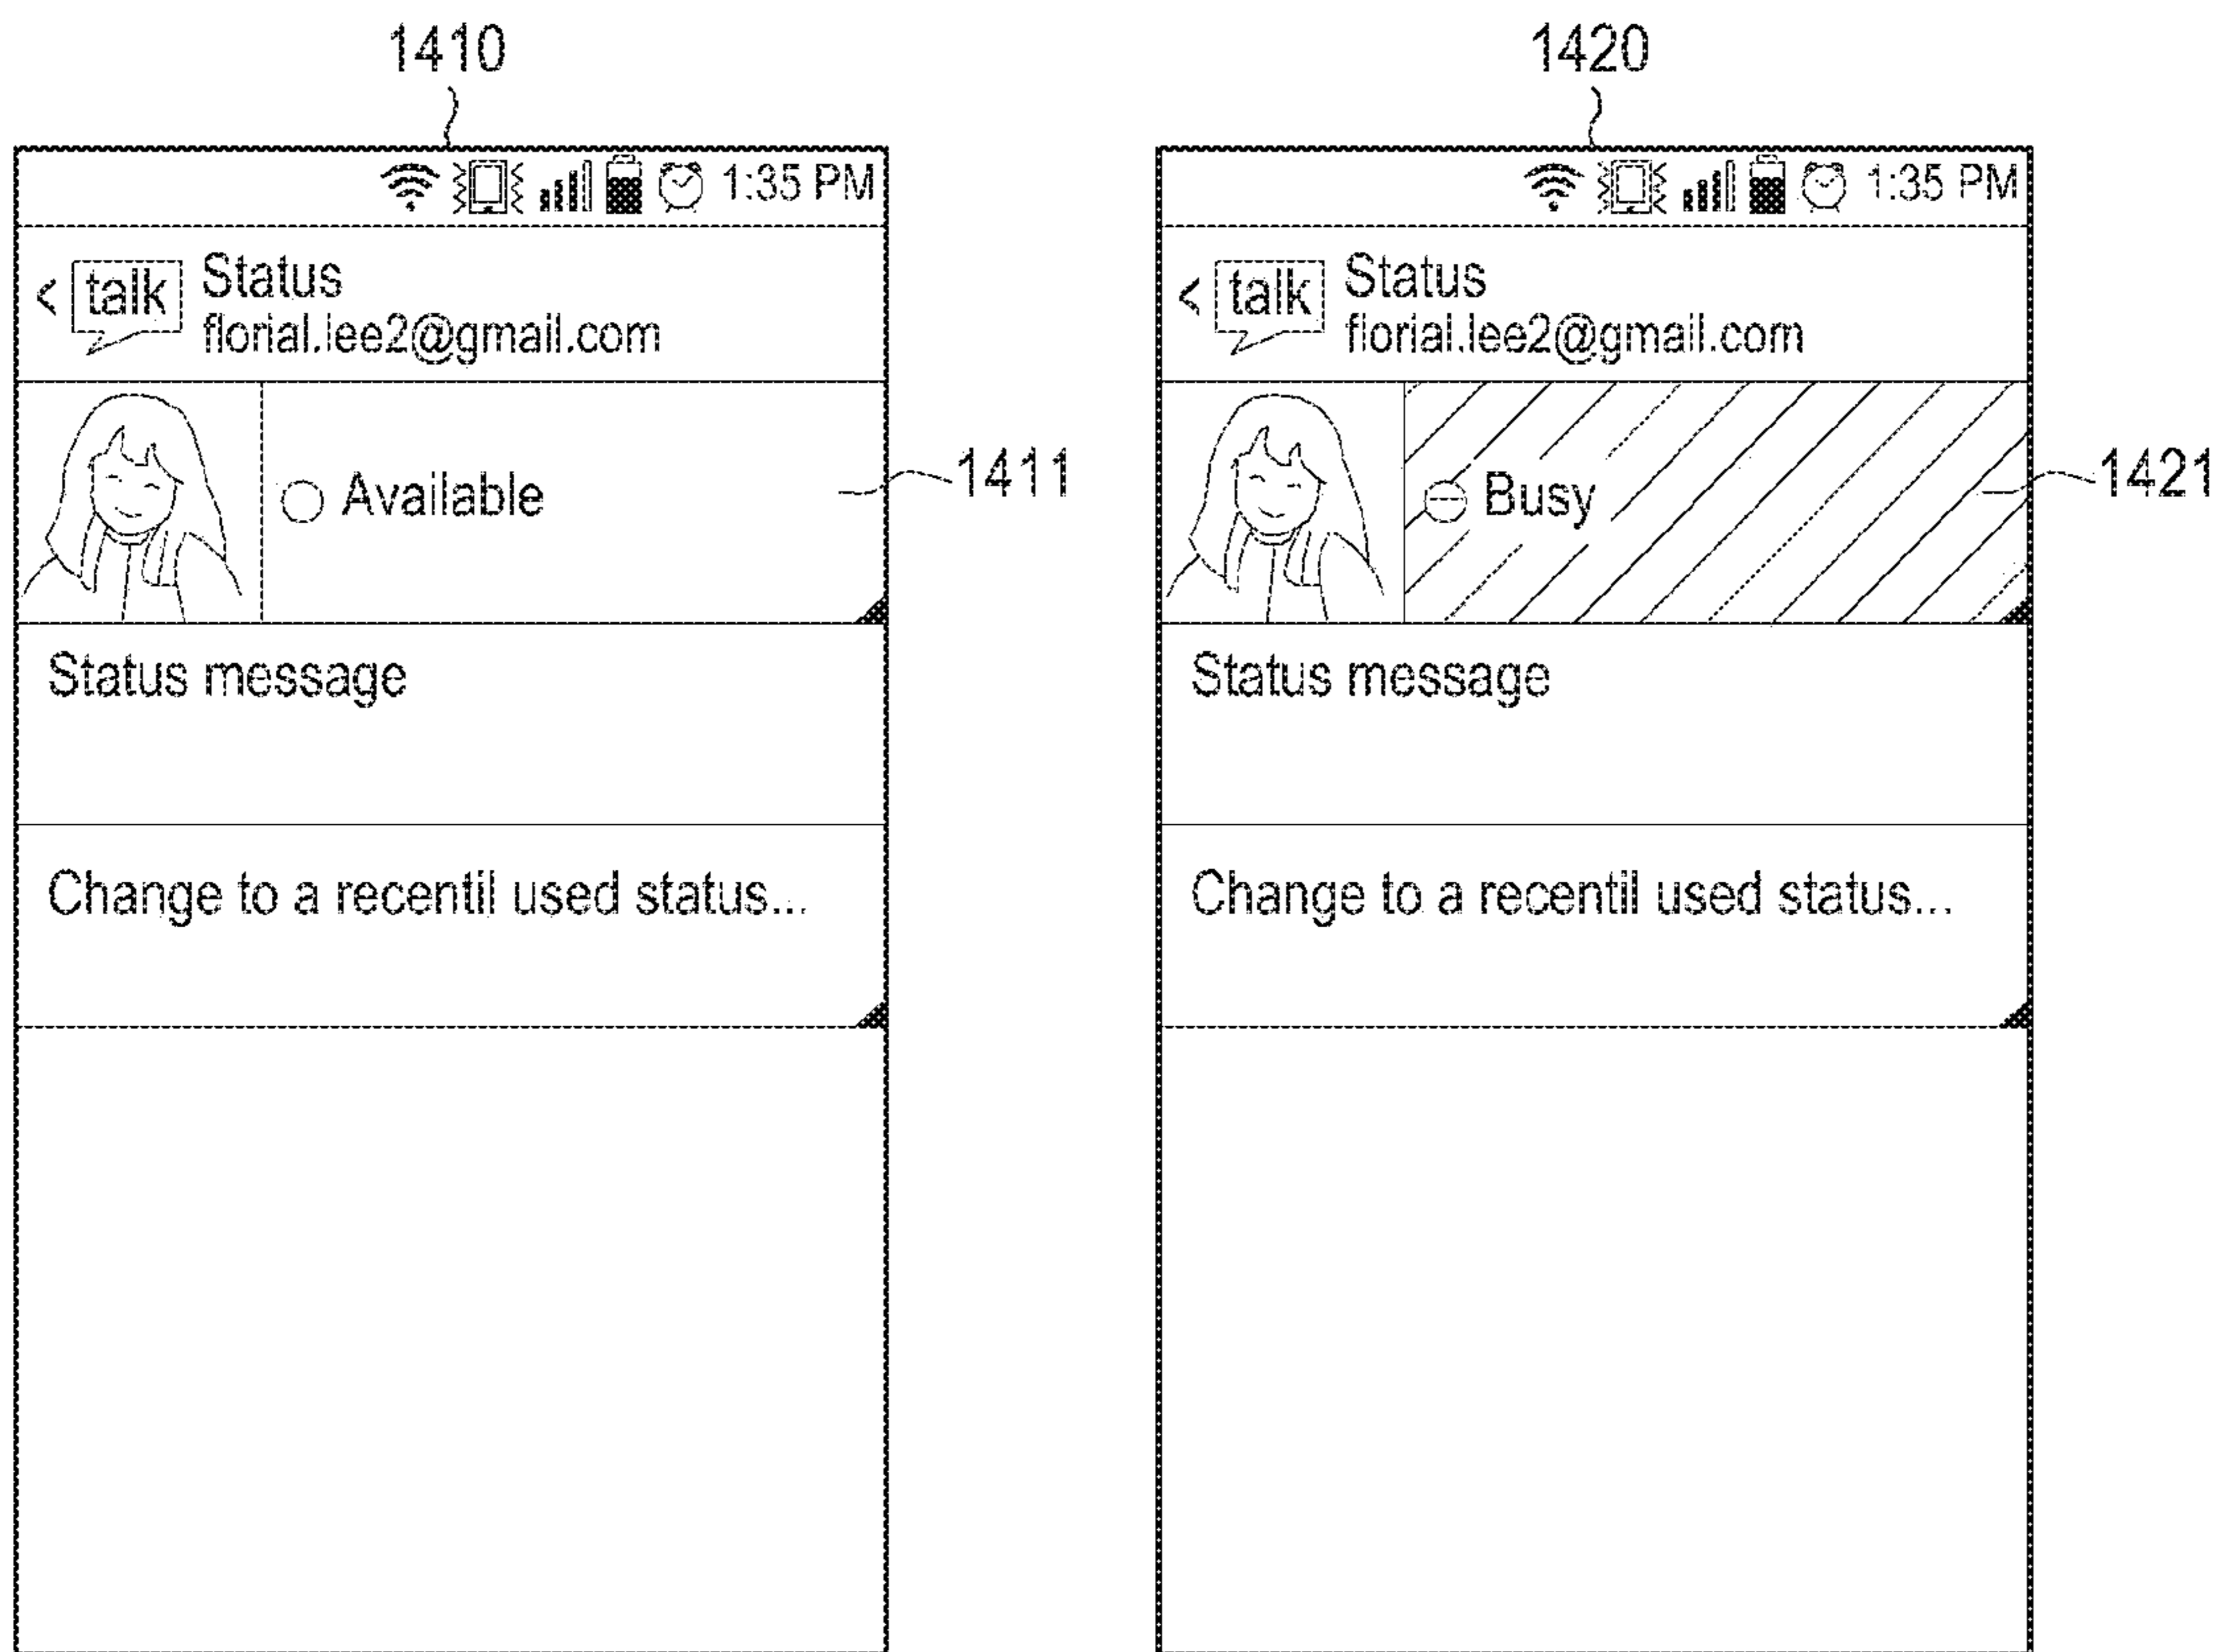 1410
1:35 PM
talk
Status
florial.lee2@gmail.com
Available
1411
Status message
Change to a recentil used status...
1420
1:35 PM
talk
Status
florial.lee2@gmail.com
Busy
1421
Status message
Change to a recentil used status...